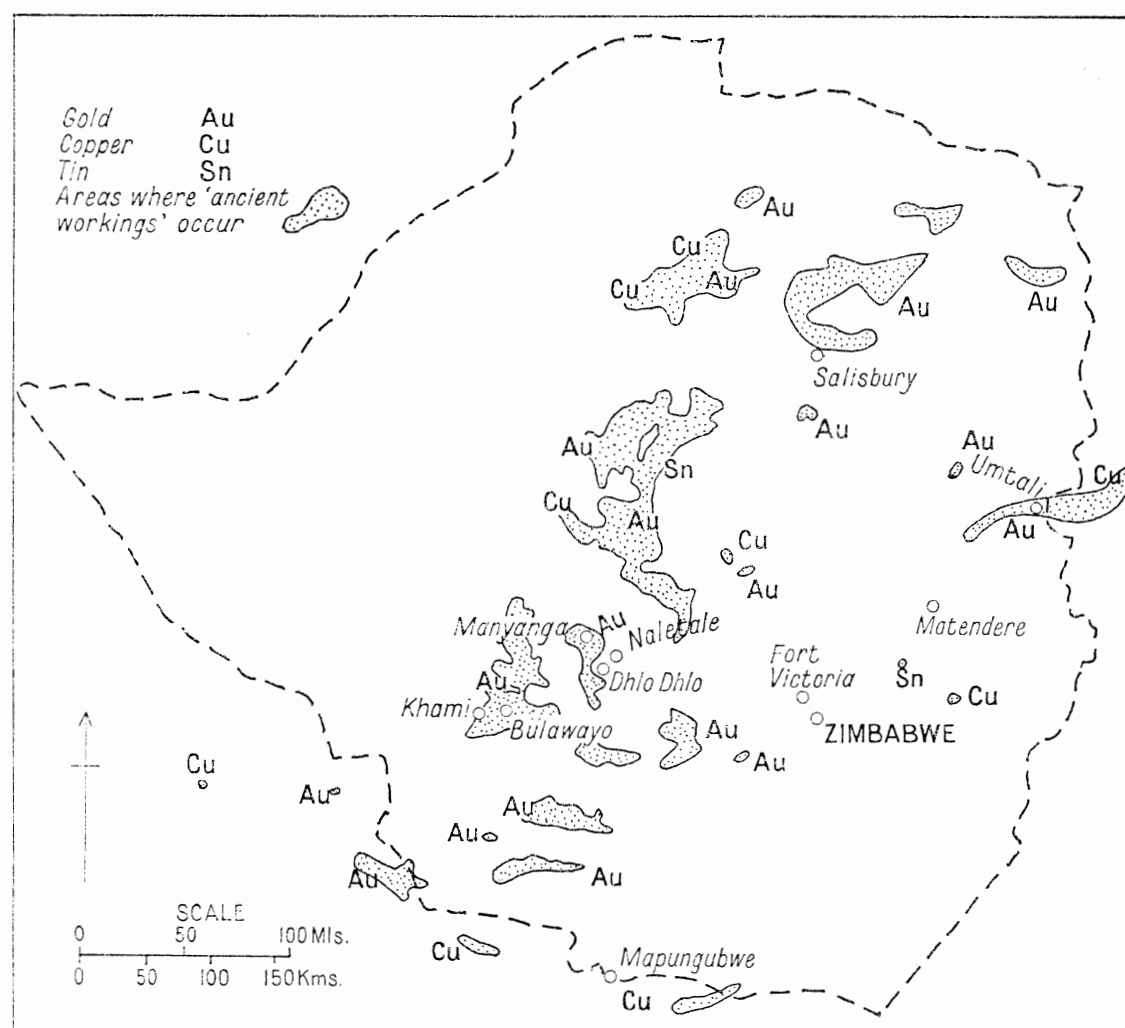 Gold Au
Copper Cu
Tin Sn
Areas where 'ancient
workings' occur
Au
Cu
Cu
Au
Au
Au
Salisbury
Au
Au
Au
Sn
Umtali
Cu
Cu
Au
Au
Cu
Au
Manyanga
Au
Naletale
Matendere
Fort
Victoria
Sn
Au
Dhlo Dhlo
Cu
Khami
Bulawayo
Au
ZIMBABWE
Au
Cu
Au
Au
Au
Au
Au
SCALE
0 50 100 Mls.
0 50 100 150 Kms.
Cu
Mapungubwe
Cu